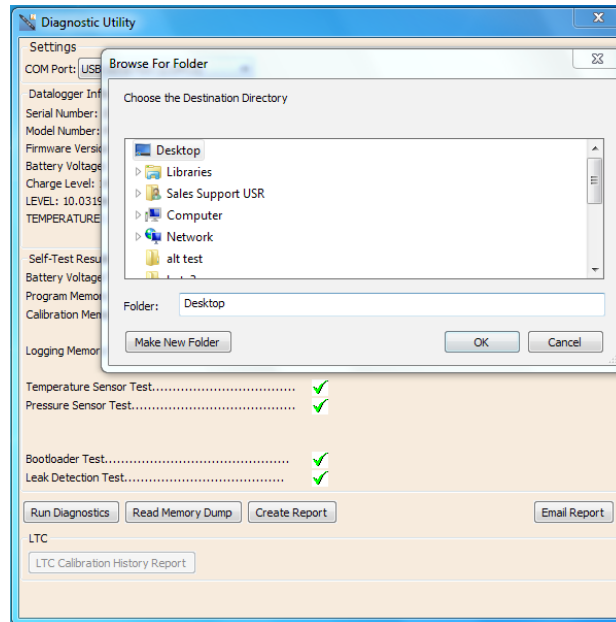 Diagnostic Utility
Settings
COM Port: USB
Browse For Folder
Choose the Destination Directory
Datalogger Inf
Serial Number:
Model Number:
Firmware Versi
Battery Voltage
Charge Level:
LEVEL: 10.0319
TEMPERATURE
Desktop
Libraries
Sales Support USR
Computer
Network
alt test
Self-Test Resu
Battery Voltage
Program Memo
Calibration Mem
Logging Memor
Folder: Desktop
Make New Folder
OK
Cancel
Temperature Sensor Test...................................
Pressure Sensor Test.........................................
Bootloader Test..............................................
Leak Detection Test........................................
Run Diagnostics
Read Memory Dump
Create Report
Email Report
LTC
LTC Calibration History Report